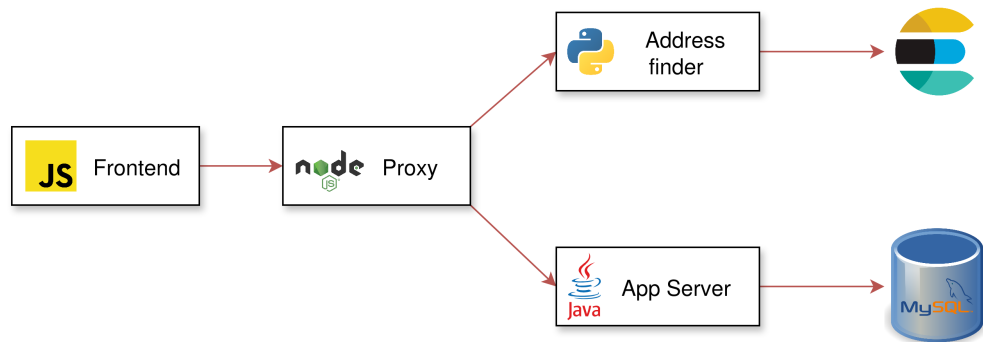 JS Frontend
node
JS
Proxy
Address
finder
Java
App Server
MySQL